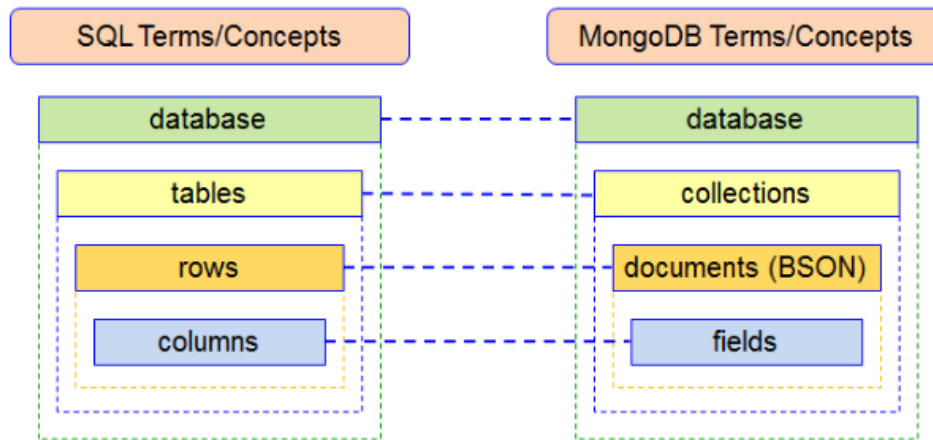 SQL Terms/Concepts
MongoDB Terms/Concepts
database
database
tables
collections
rows
documents (BSON)
columns
fields